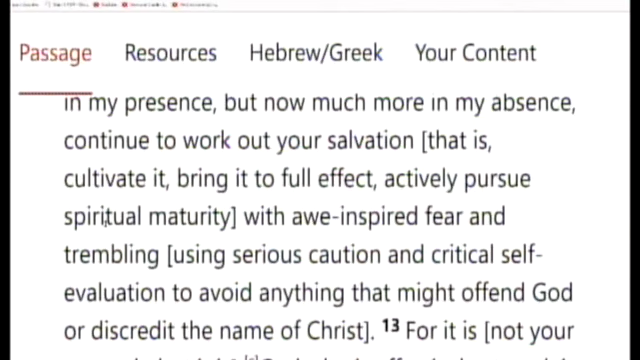 Passage Resources Hebrew/Greek Your Content
in my presence, but now much more in my absence,
continue to work out your salvation [that is,
cultivate it, bring it to full effect, actively pursue
spiritual maturity] with awe-inspired fear and
trembling [using serious caution and critical self-
evaluation to avoid anything that might offend God
or discredit the name of Christ]. 13 For it is [not your